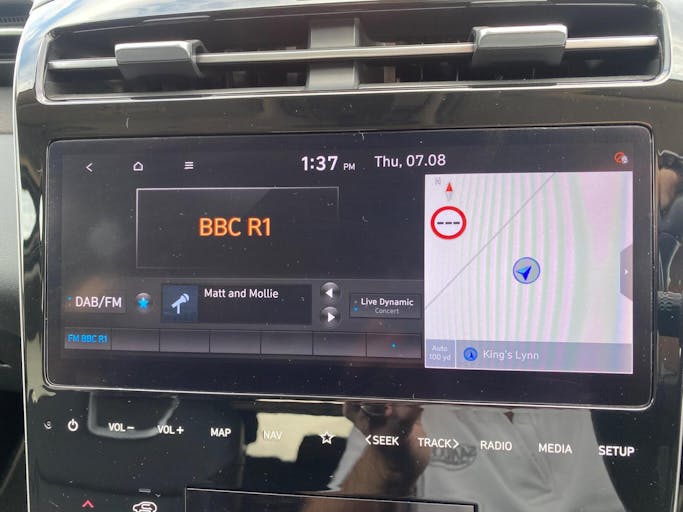 1:37 PM Thu, 07.08
N
---
BBC R1
DAB/FM
Matt and Mollie
Live Dynamic
Concert
FM BBC R1
Auto
100 yd
King's Lynn
VOL- VOL+ MAP NAV <SEEK TRACK> RADIO MEDIA SETUP